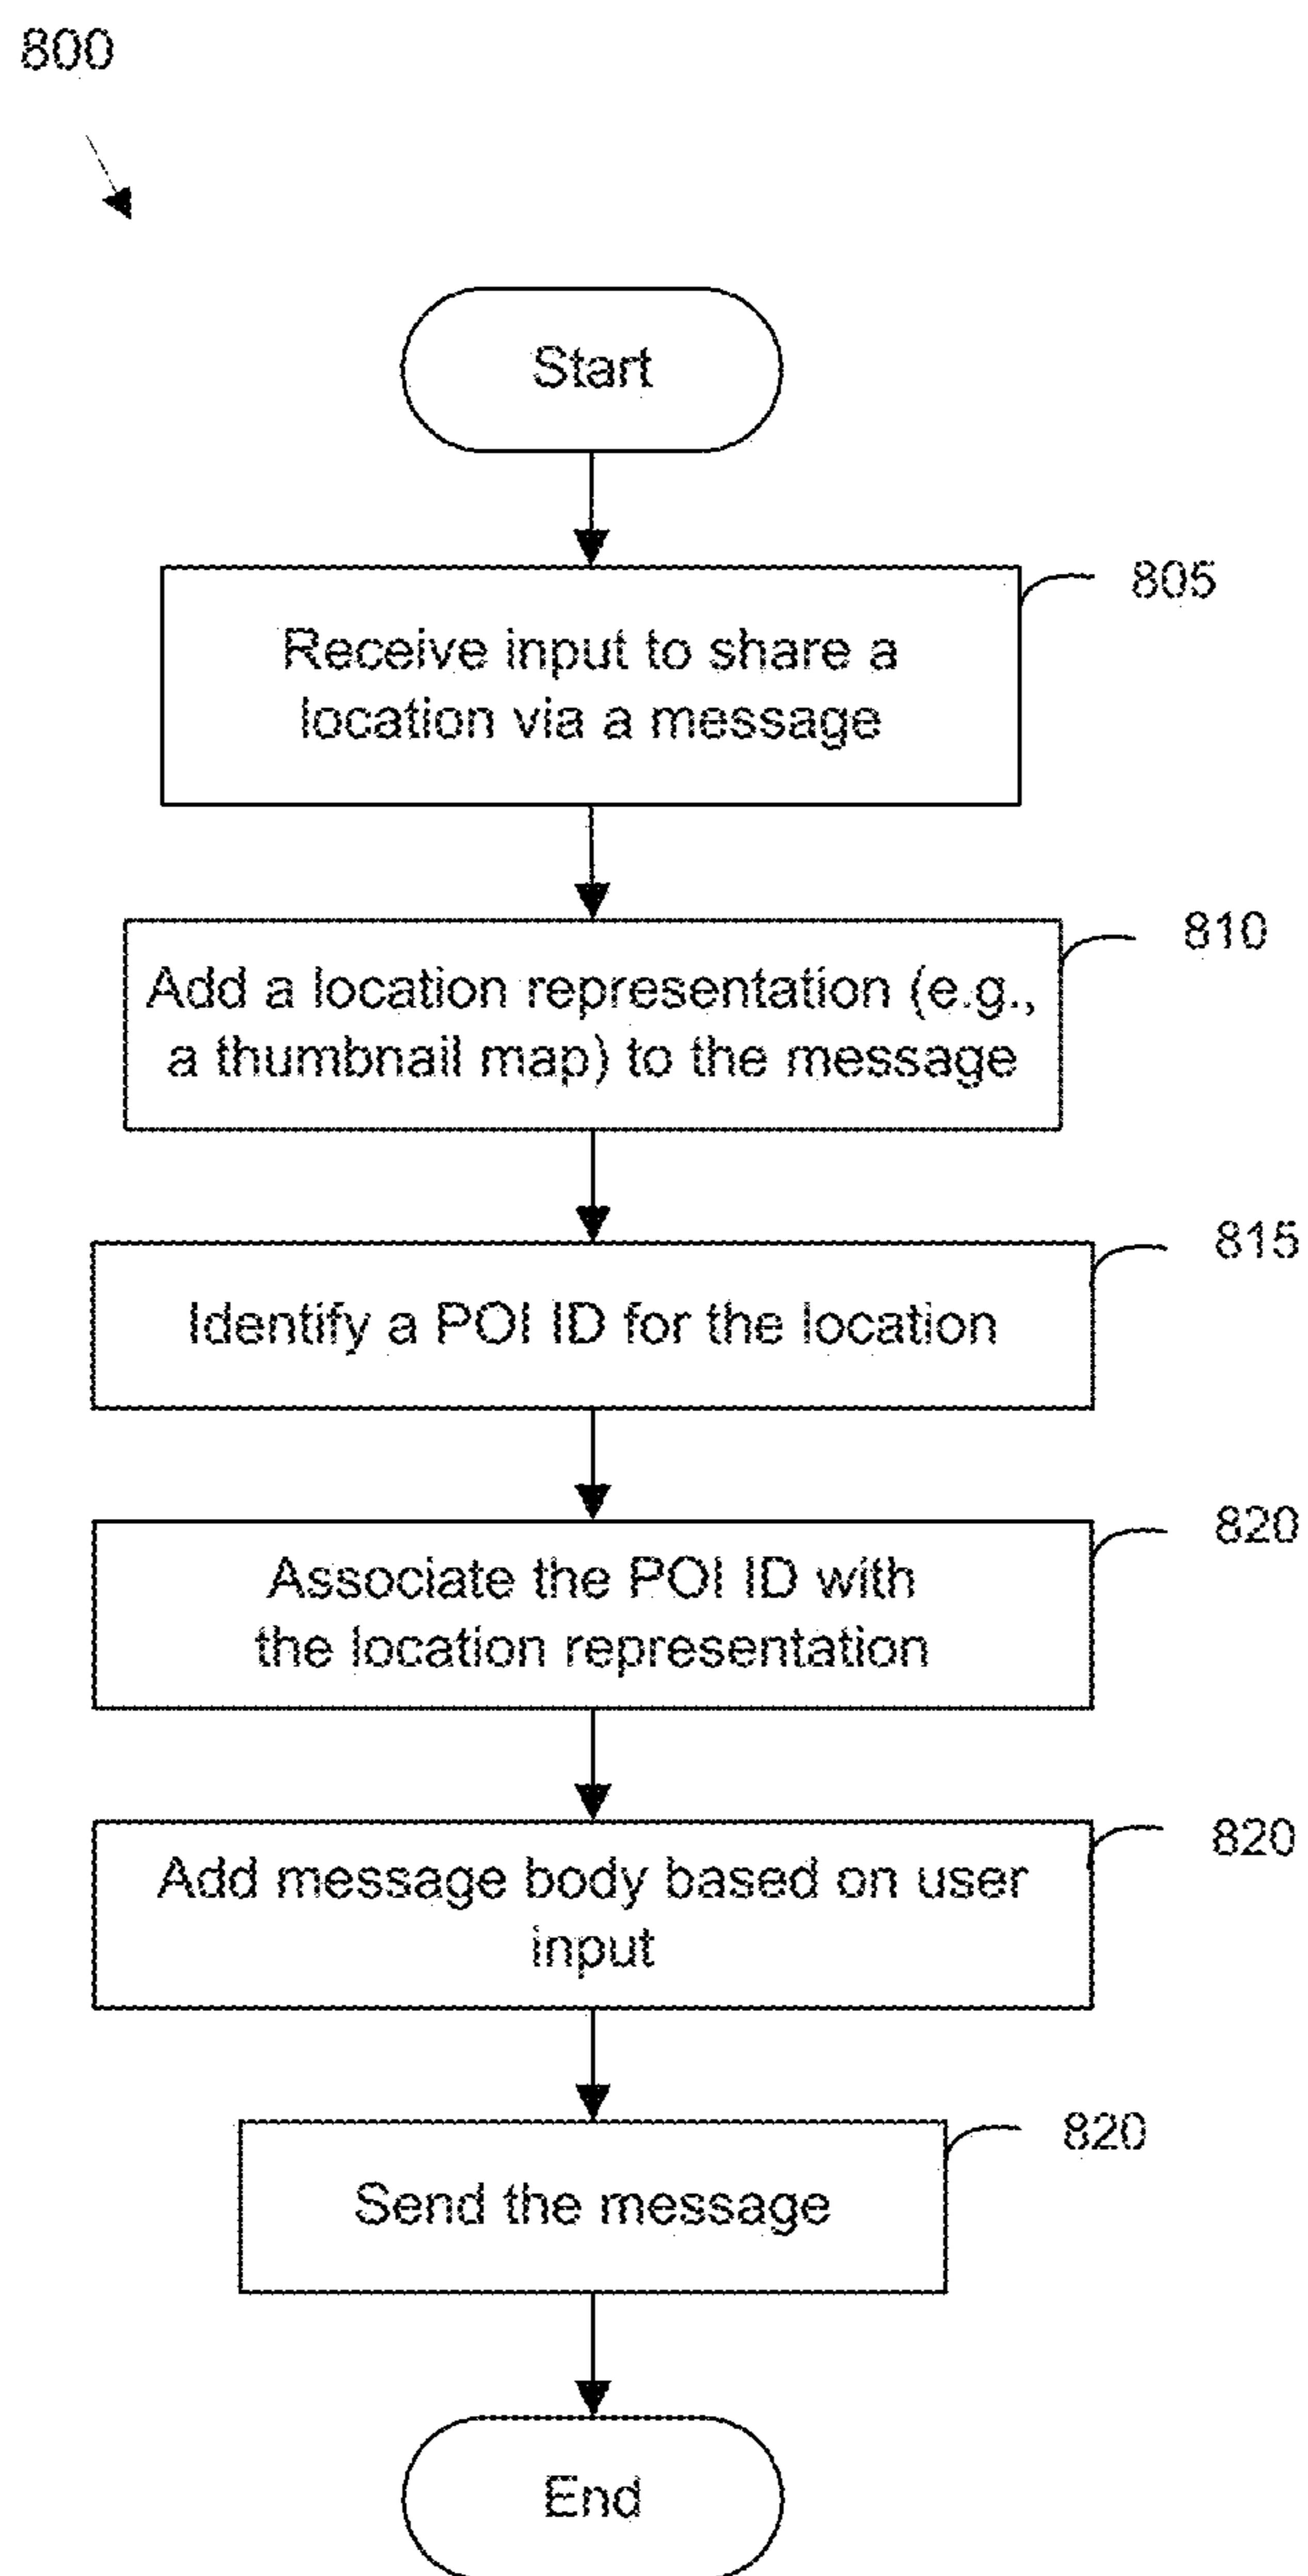 800
Start
805
Receive input to share a
location via a message
810
Add a location representation (e.g.,
a thumbnail map) to the message
815
Identify a POI ID for the location
820
Associate the POI ID with
the location representation
820
Add message body based on user
input
820
Send the message
End